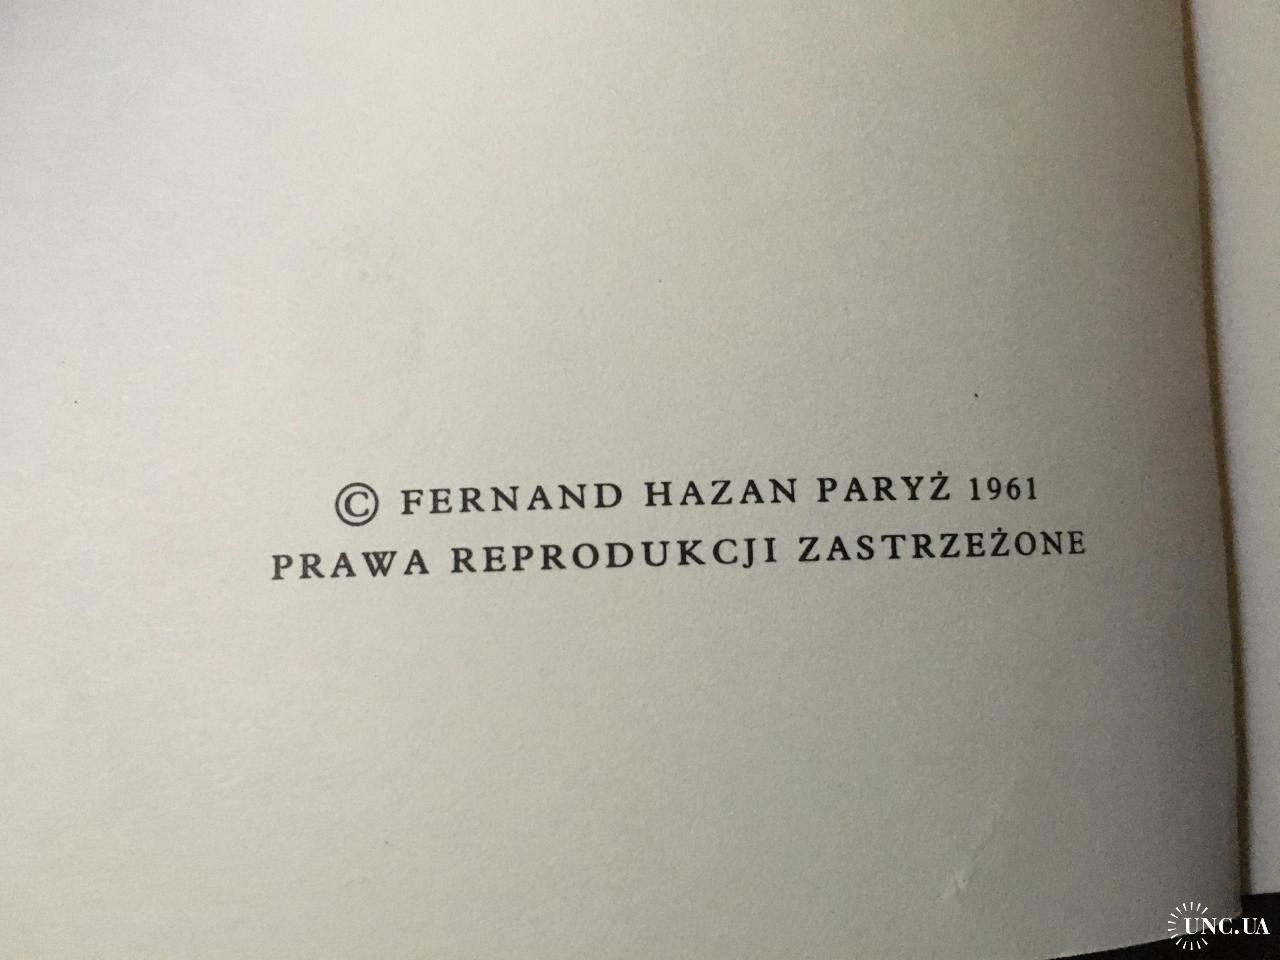 © FERNAND HAZAN PARYŻ 1961
PRAWA REPRODUKCJI ZASTRZEŻONE
UNC.UA